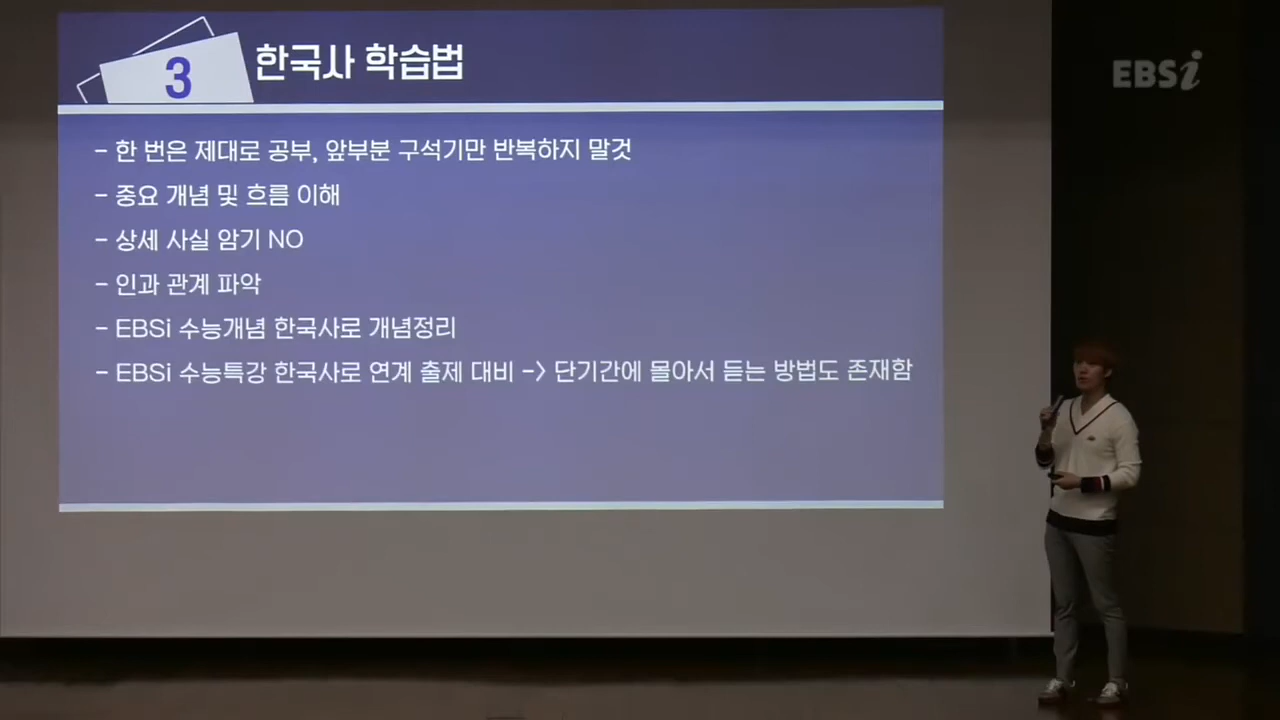 3 한국사 학습법
EBSi
- 한 번은 제대로 공부, 앞부분 구석기만 반복하지 말것
- 중요 개념 및 흐름 이해
- 상세 사실 암기 NO
- 인과 관계 파악
- EBSi 수능개념 한국사로 개념정리
- EBSi 수능특강 한국사로 연계 출제 대비 -> 단기간에 몰아서 듣는 방법도 존재함